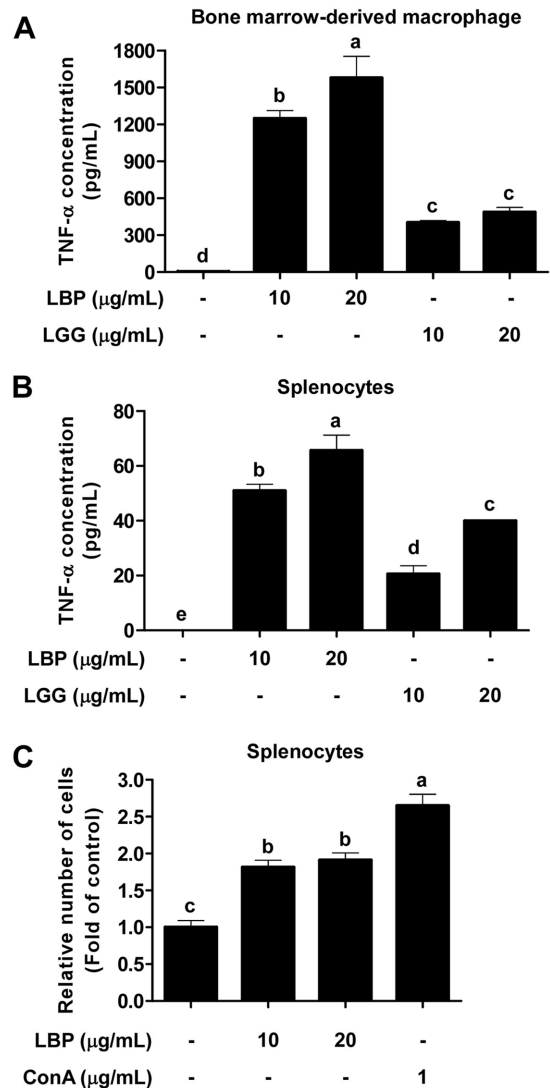 A
Bone marrow-derived macrophage
TNF-α concentration
(pg/mL)
1800
1500
1200
900
600
300
0
d
b
a
c
c
LBP (μg/mL) - 10 20 - -
LGG (μg/mL) - - - 10 20
B
Splenocytes
TNF-α concentration
(pg/mL)
80
60
40
20
0
e
b
a
d
c
LBP (μg/mL) - 10 20 - -
LGG (μg/mL) - - - 10 20
C
Splenocytes
Relative number of cells
(Fold of control)
3.0
2.5
2.0
1.5
1.0
0.5
0.0
c
b
b
a
LBP (μg/mL) - 10 20 -
ConA (μg/mL) - - - 1